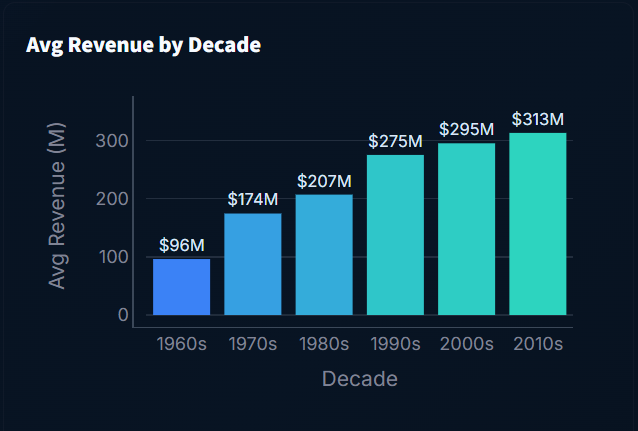 Avg Revenue by Decade
Avg Revenue (M)
300
200
100
0
$96M
$174M
$207M
$275M
$295M
$313M
1960s
1970s
1980s
1990s
2000s
2010s
Decade